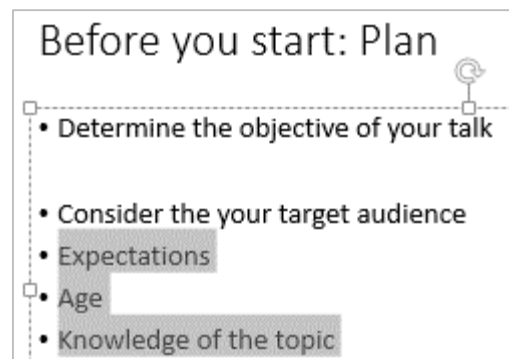 Before you start: Plan
• Determine the objective of your talk
• Consider the your target audience
• Expectations
• Age
• Knowledge of the topic